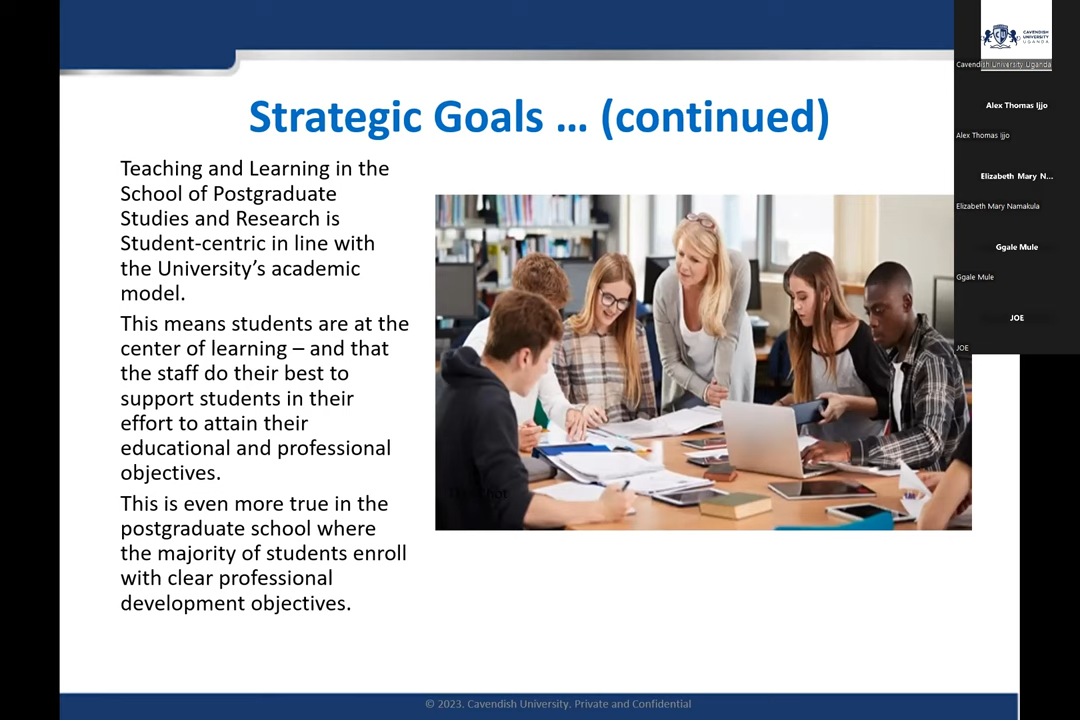 Strategic Goals … (continued)
Teaching and Learning in the
School of Postgraduate
Studies and Research is
Student-centric in line with
the University’s academic
model.
This means students are at the
center of learning – and that
the staff do their best to
support students in their
effort to attain their
educational and professional
objectives.
This is even more true in the
postgraduate school where
the majority of students enroll
with clear professional
development objectives.
© 2023. Cavendish University. Private and Confidential
CAVENDISH
UNIVERSITY
UGANDA
Cavendish University Uganda
Alex Thomas Ijjo
Alex Thomas Ijjo
Elizabeth Mary N...
Elizabeth Mary Namakula
Ggale Mule
Ggale Mule
JOE
JOE